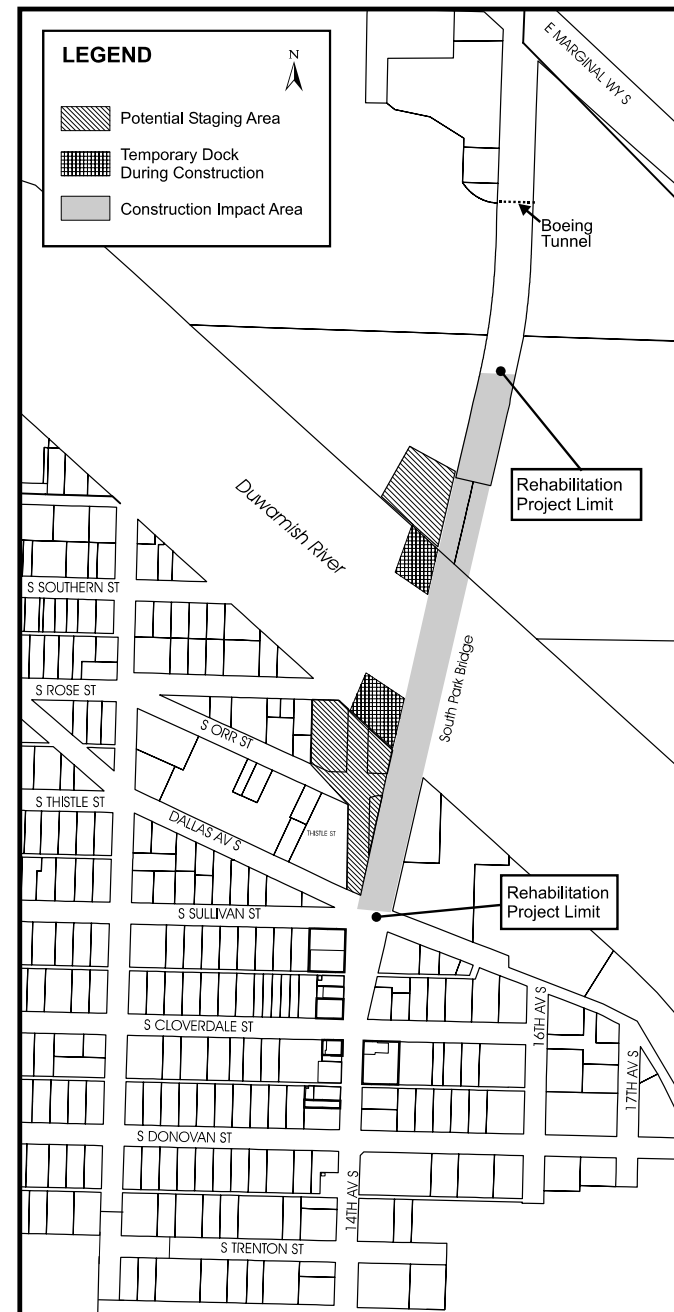 LEGEND
N
Potential Staging Area
Temporary Dock
During Construction
Construction Impact Area
E MARGINAL WY S
Boeing
Tunnel
Rehabilitation
Project Limit
Duwamish River
South Park Bridge
S SOUTHERN ST
S ROSE ST
S ORR ST
S THISTLE ST
DALLAS AV S
THISTLE ST
S SULLIVAN ST
Rehabilitation
Project Limit
S CLOVERDALE ST
16TH AV S
17TH AV S
S DONOVAN ST
14TH AV S
S TRENTON ST